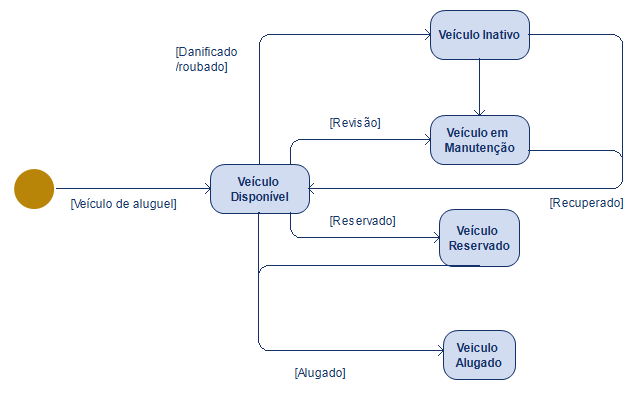 [Danificado
/roubado]
Veículo Inativo
[Revisão]
Veículo em
Manutenção
Veículo
Disponível
[Veículo de aluguel]
[Recuperado]
[Reservado]
Veículo
Reservado
Veiculo
Alugado
[Alugado]